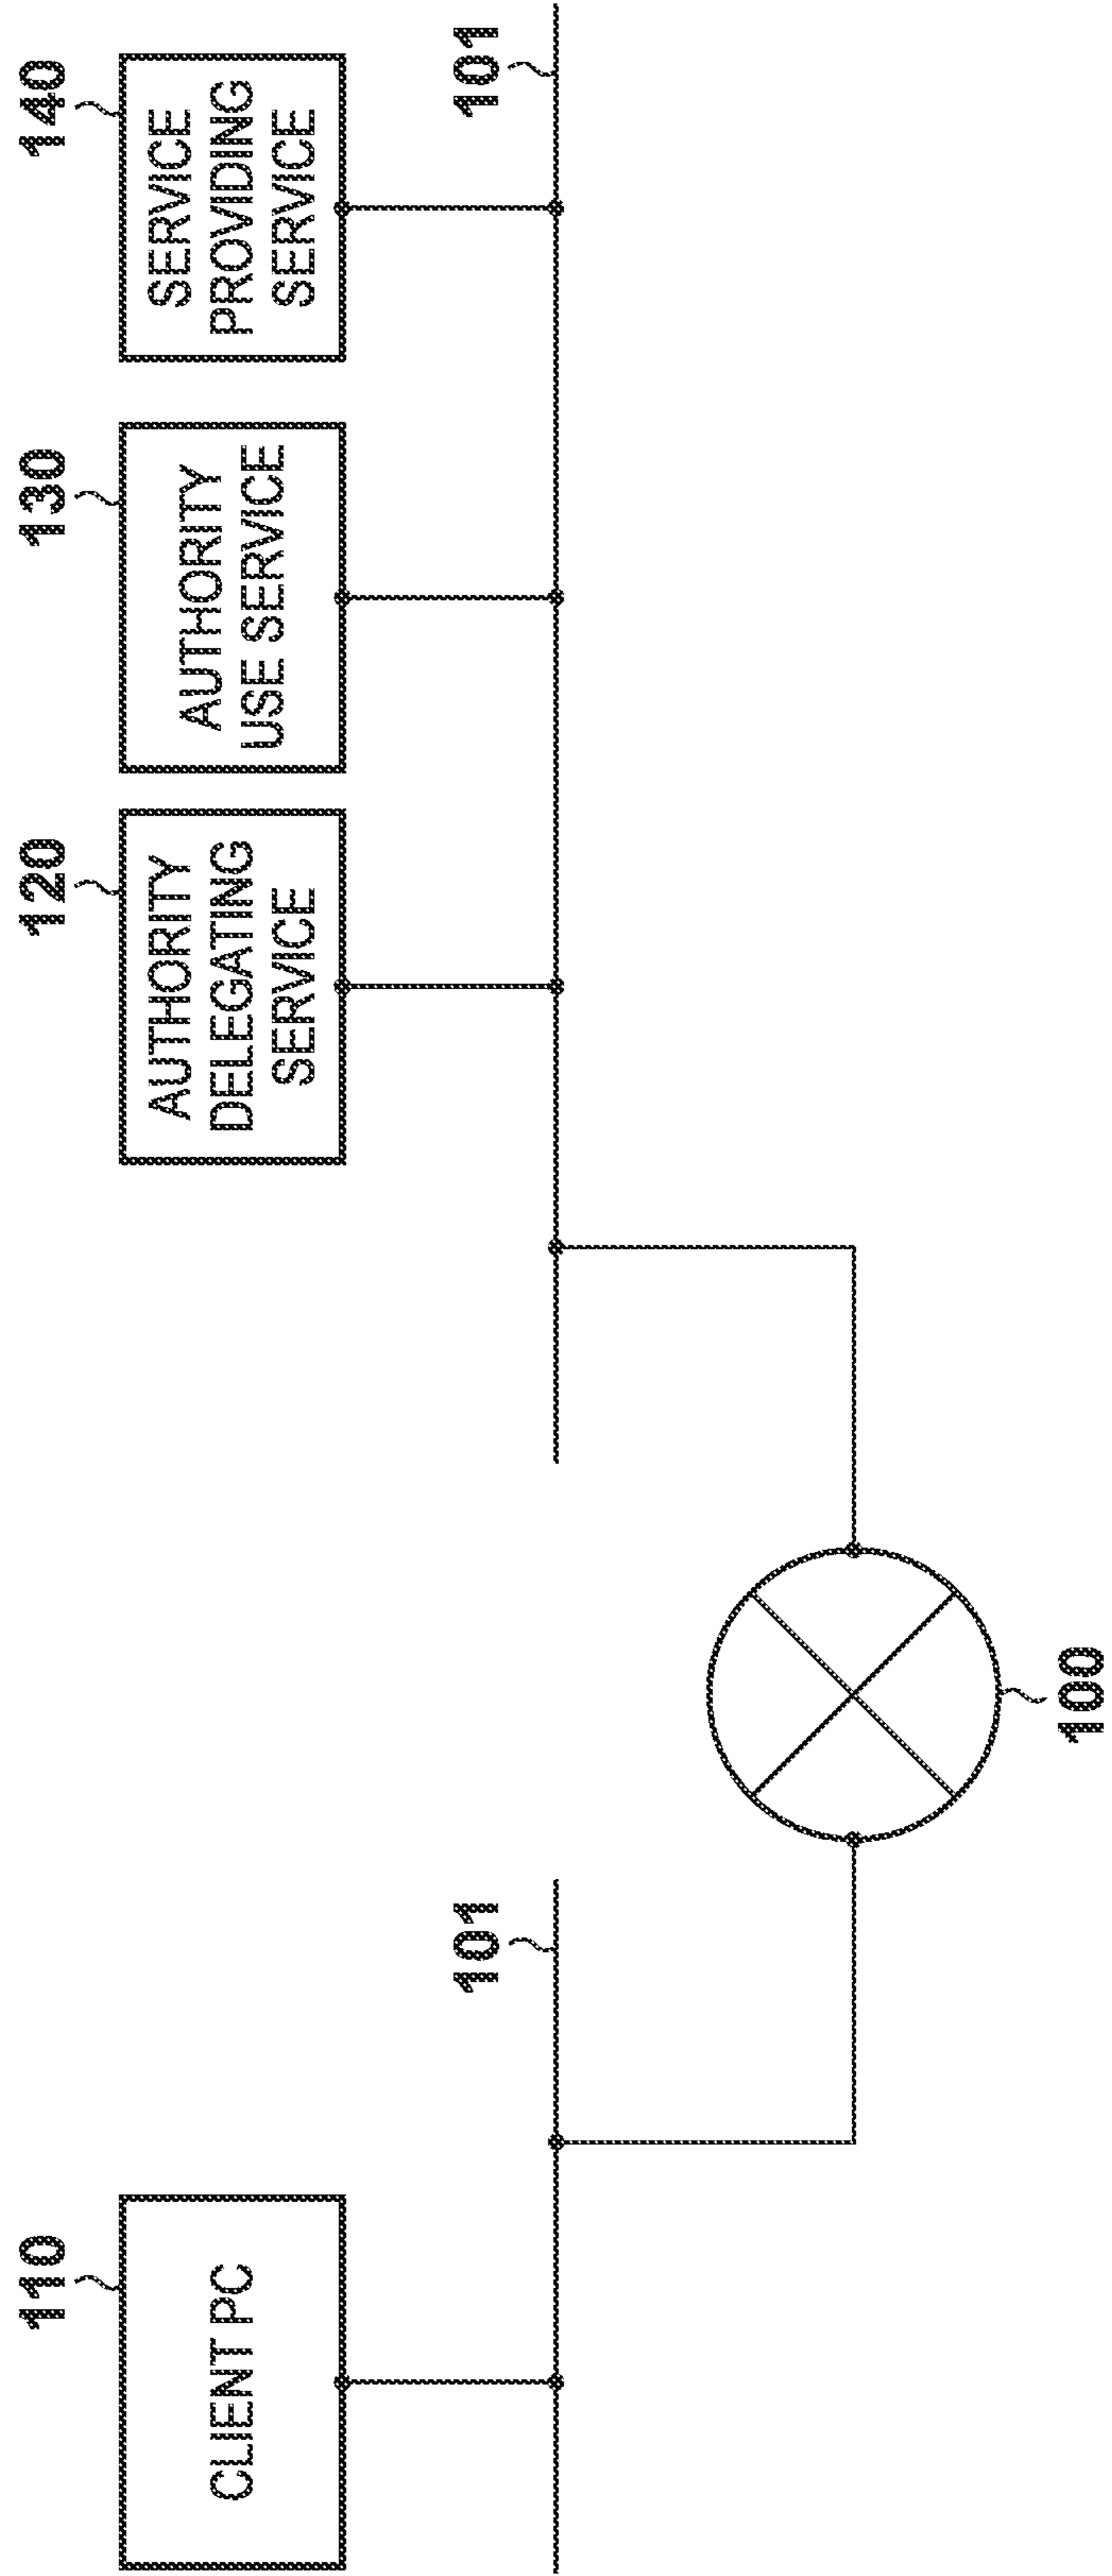 110
CLIENT PC
101
100
120
AUTHORITY
DELEGATING
SERVICE
130
AUTHORITY
USE SERVICE
140
SERVICE
PROVIDING
SERVICE
101